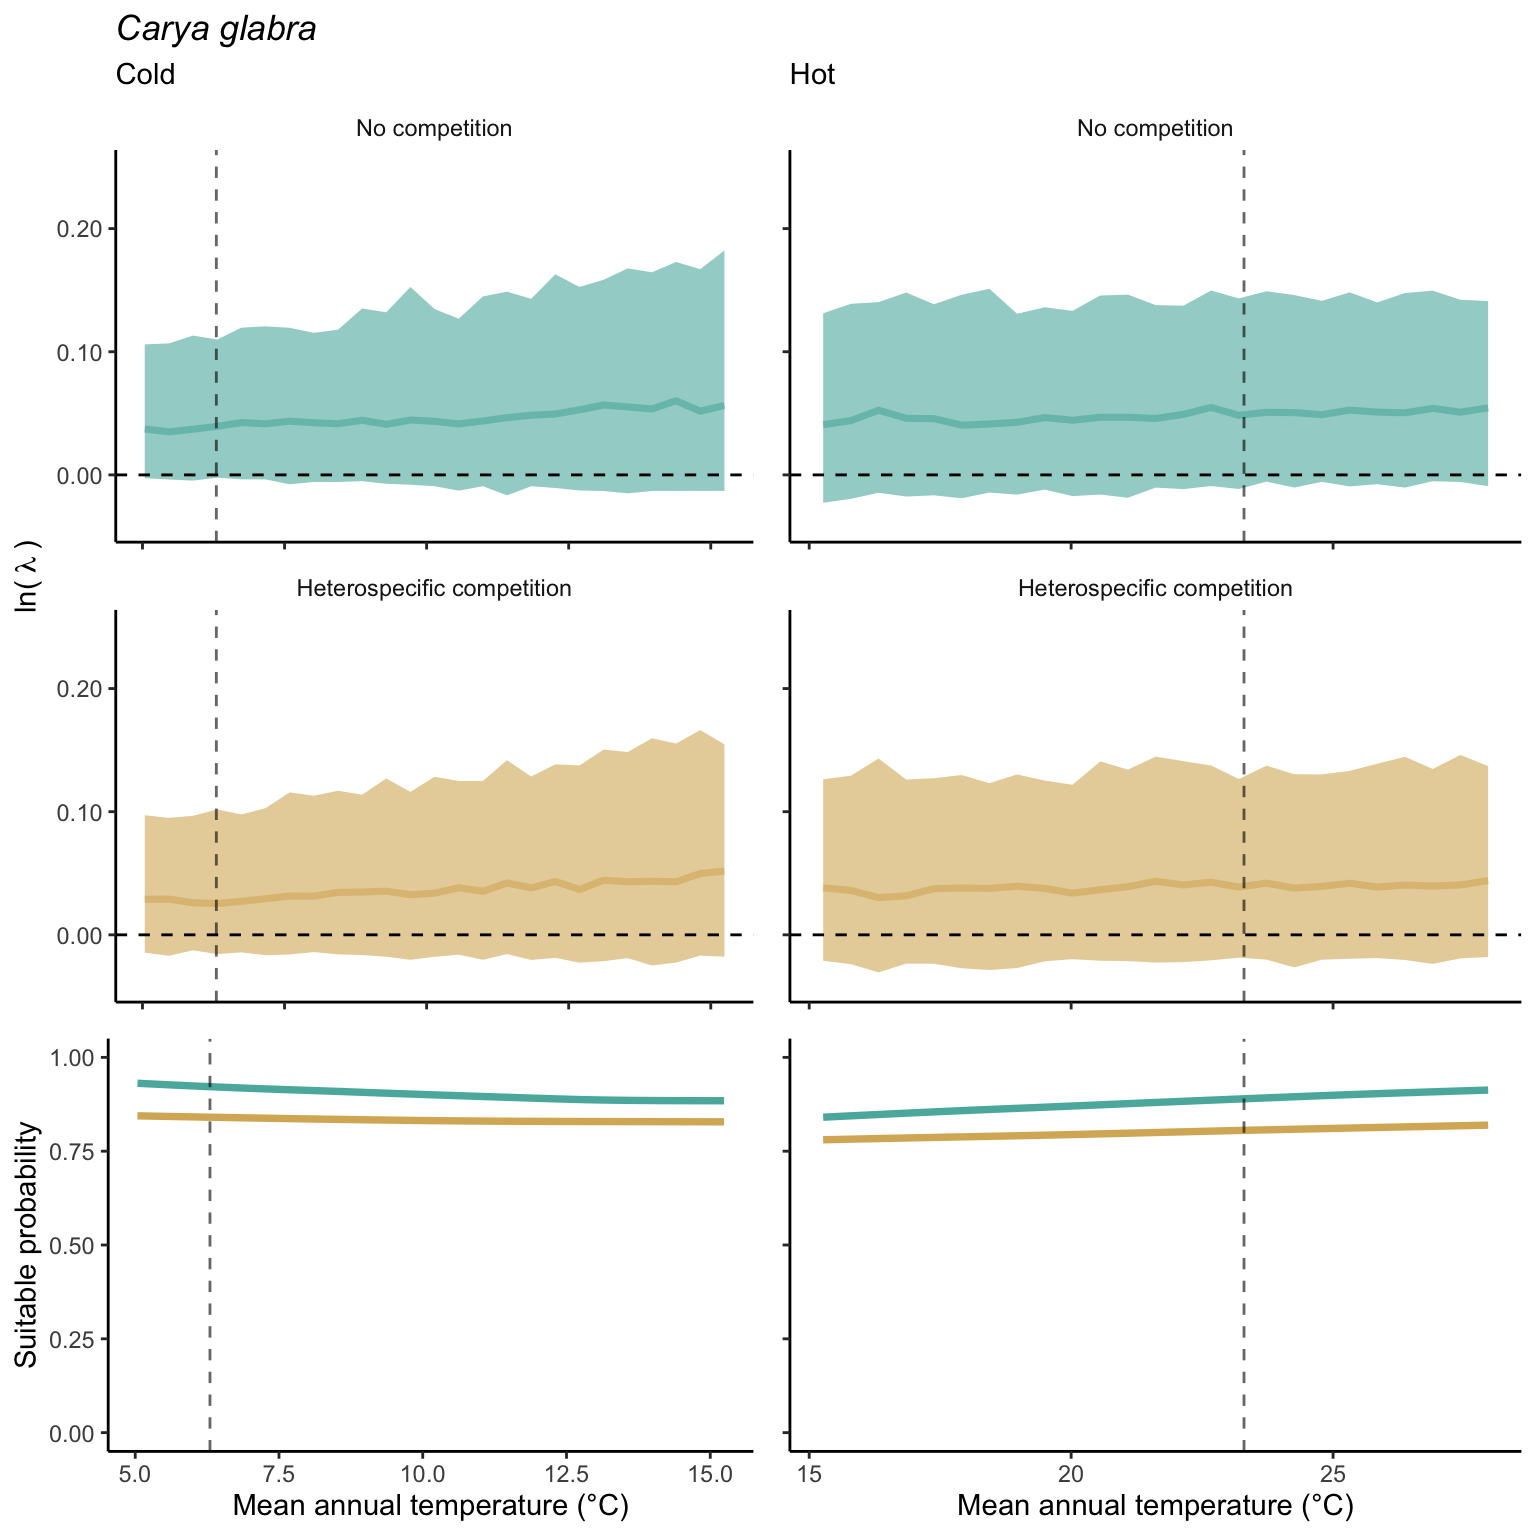 Carya glabra
Cold
Hot
No competition
No competition
0.20
0.10
0.00
ln( λ )
Heterospecific competition
Heterospecific competition
0.20
0.10
0.00
Suitable probability
1.00
0.75
0.50
0.25
0.00
5.0 7.5 10.0 12.5 15.0
15 20 25
Mean annual temperature (°C)
Mean annual temperature (°C)